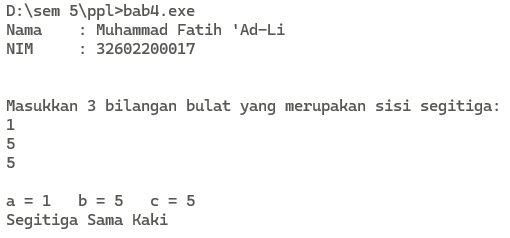 D:\sem 5\ppl>bab4.exe
Nama    : Muhammad Fatih 'Ad-Li
NIM     : 32602200017
Masukkan 3 bilangan bulat yang merupakan sisi segitiga:
1
5
5
a = 1   b = 5   c = 5
Segitiga Sama Kaki